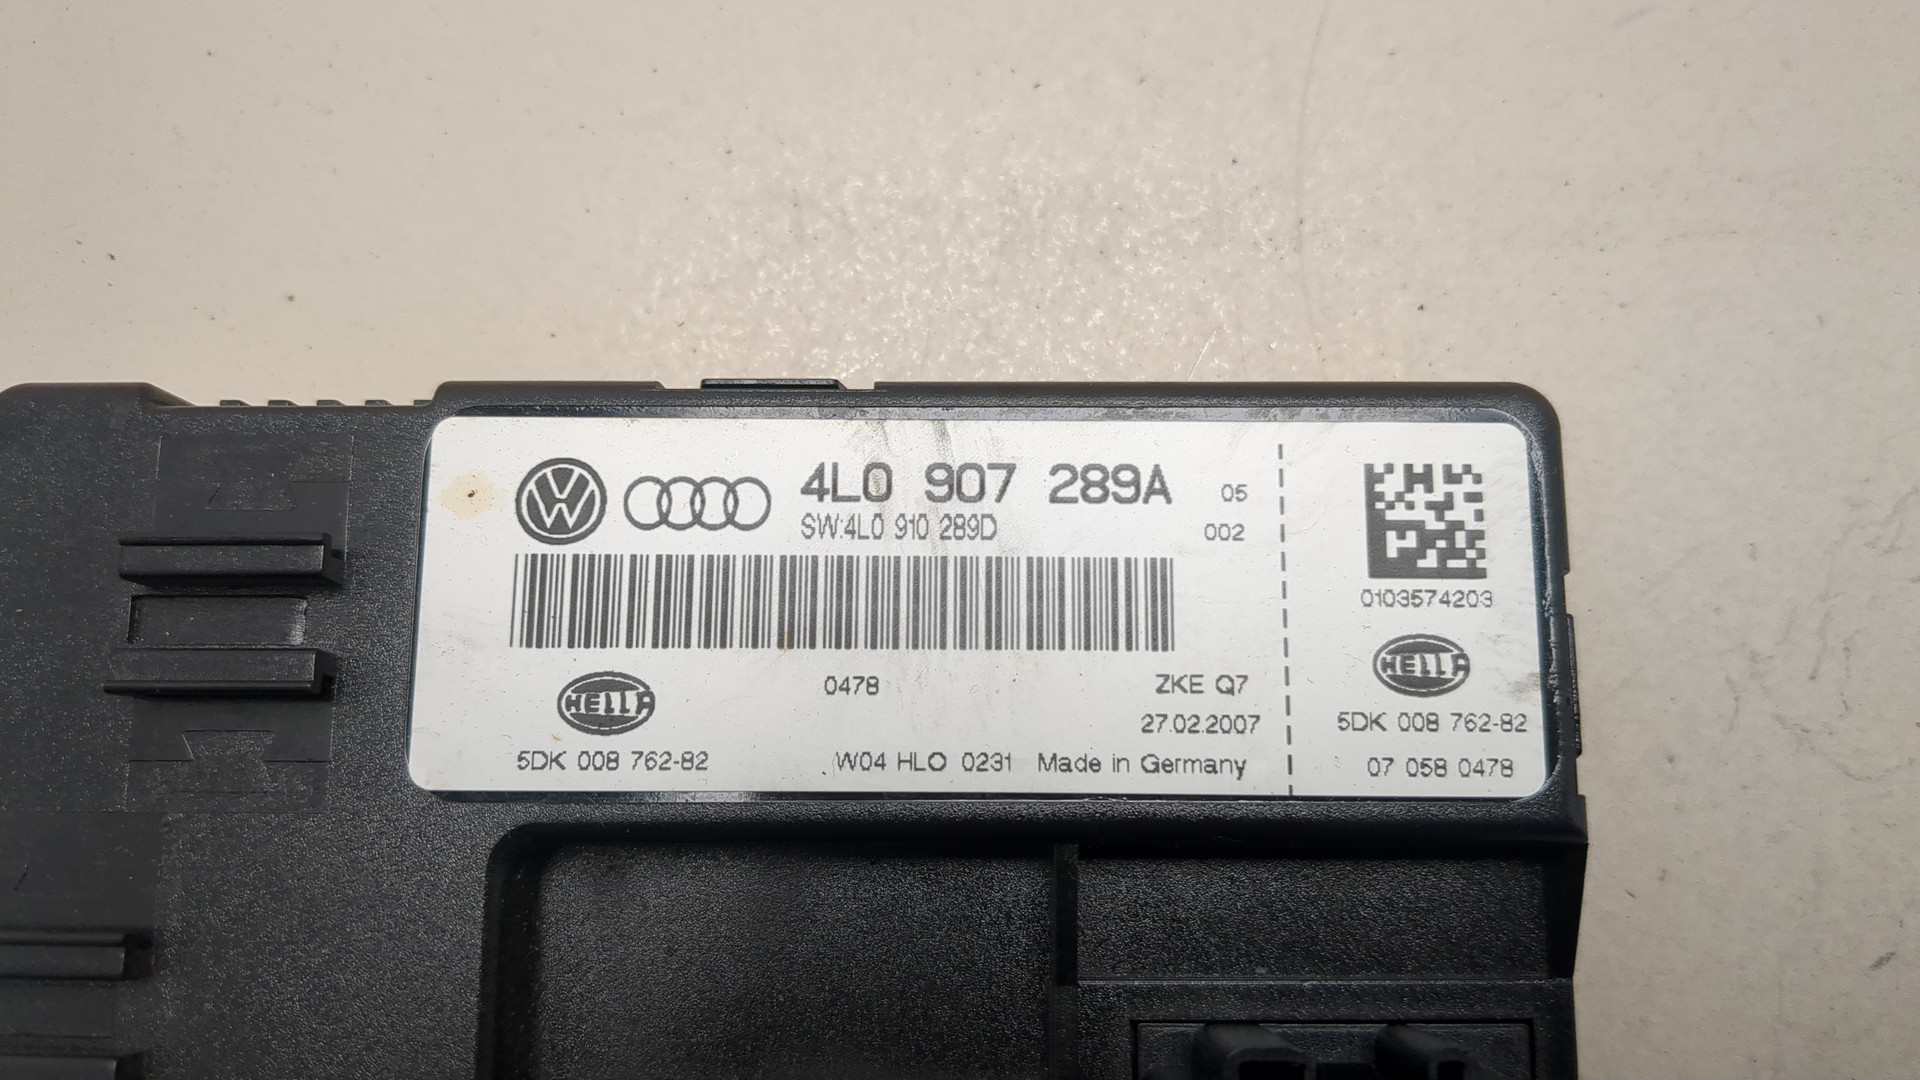 4L0 907 289A 05
SW:4L0 910 289D 002
0478 ZKE Q7
HELLA
27.02.2007
5DK 008 762-82 W04 HLO 0231 Made in Germany
0103574203
HELLA
5DK 008 762-82
07 058 0478